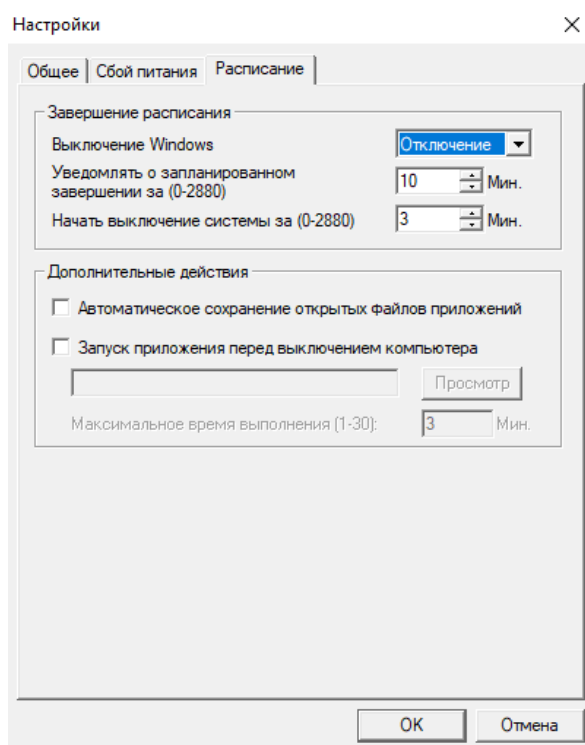 Настройки
Общее
Сбой питания
Расписание
Завершение расписания
Выключение Windows
Отключение
Уведомлять о запланированном
завершении за (0-2880)
10
Мин.
Начать выключение системы за (0-2880)
3
Мин.
Дополнительные действия
Автоматическое сохранение открытых файлов приложений
Запуск приложения перед выключением компьютера
Просмотр
Максимальное время выполнения (1-30):
3
Мин.
OK
Отмена